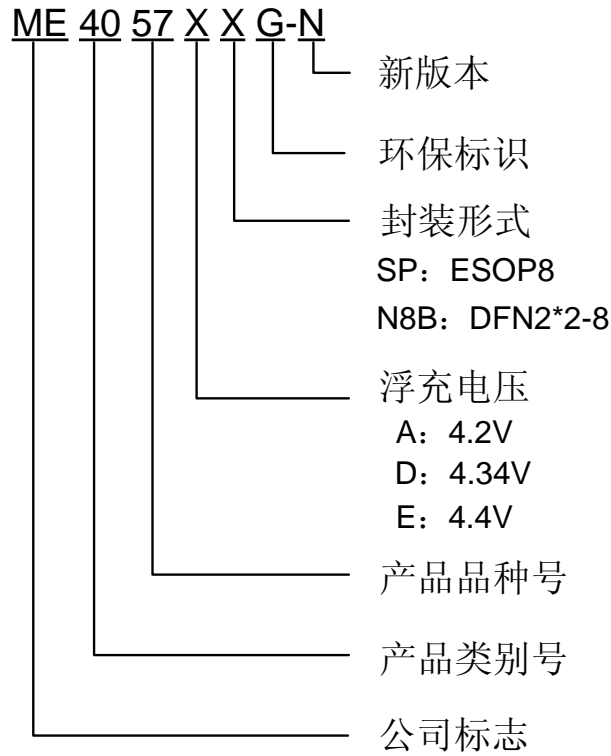 ME 40 57 X X G-N
新版本
环保标识
封装形式
SP：ESOP8
N8B：DFN2*2-8
浮充电压
A：4.2V
D：4.34V
E：4.4V
产品品种号
产品类别号
公司标志